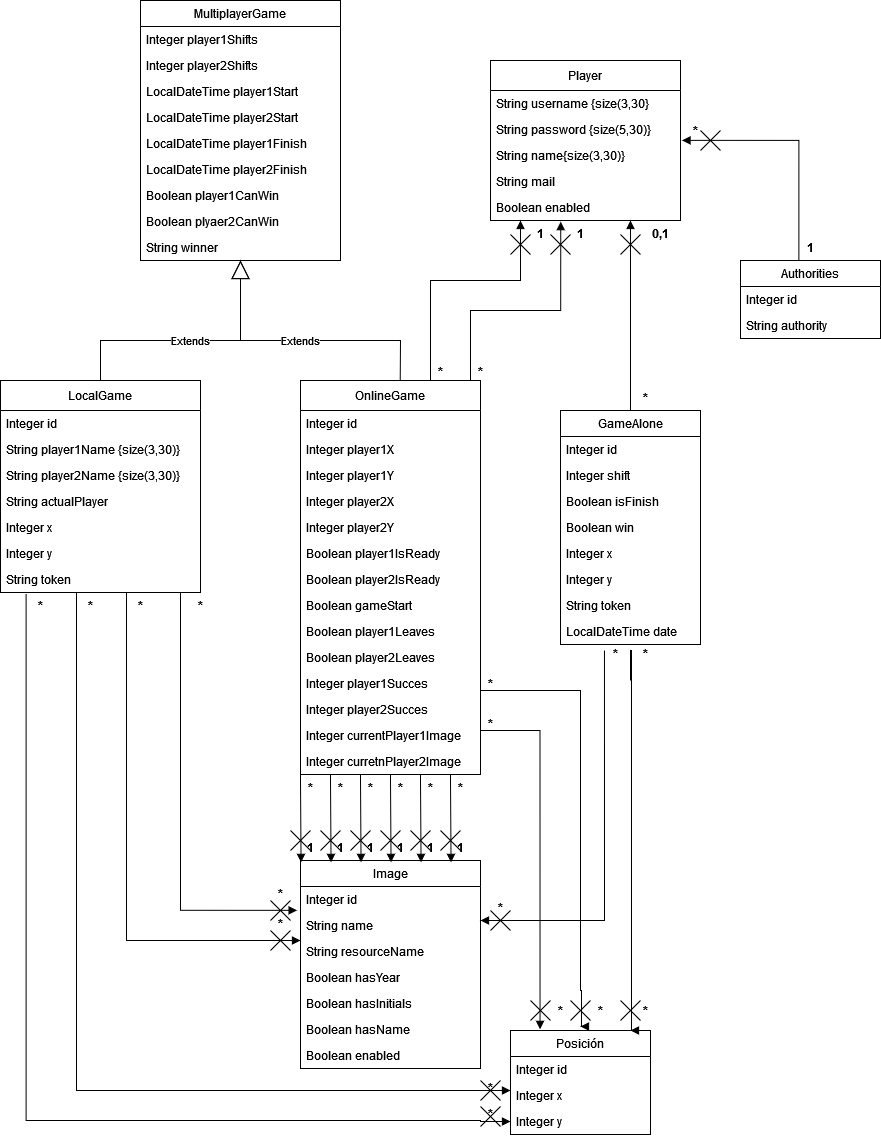 MultiplayerGame
Integer player1Shifts
Integer player2Shifts
LocalDateTime player1Start
LocalDateTime player2Start
LocalDateTime player1Finish
LocalDateTime player2Finish
Boolean player1CanWin
Boolean plyaer2CanWin
String winner
Player
String username {size(3,30}
String password {size(5,30)}
String name{size(3,30)}
String mail
Boolean enabled
*
1
1
0,1
1
Authorities
Integer id
String authority
Extends
Extends
*
*
*
LocalGame
Integer id
String player1Name {size(3,30)}
String player2Name {size(3,30)}
String actualPlayer
Integer x
Integer y
String token
*
*
*
*
OnlineGame
Integer id
Integer player1X
Integer player1Y
Integer player2X
Integer player2Y
Boolean player1IsReady
Boolean player2IsReady
Boolean gameStart
Boolean player1Leaves
Boolean player2Leaves
Integer player1Succes
Integer player2Succes
Integer currentPlayer1Image
Integer curretnPlayer2Image
*
*
GameAlone
Integer id
Integer shift
Boolean isFinish
Boolean win
Integer x
Integer y
String token
LocalDateTime date
*
*
*
*
*
*
*
*
1
1
1
1
1
1
*
*
*
Image
Integer id
String name
String resourceName
Boolean hasYear
Boolean hasInitials
Boolean hasName
Boolean enabled
*
*
*
*
*
Posición
Integer id
Integer x
Integer y